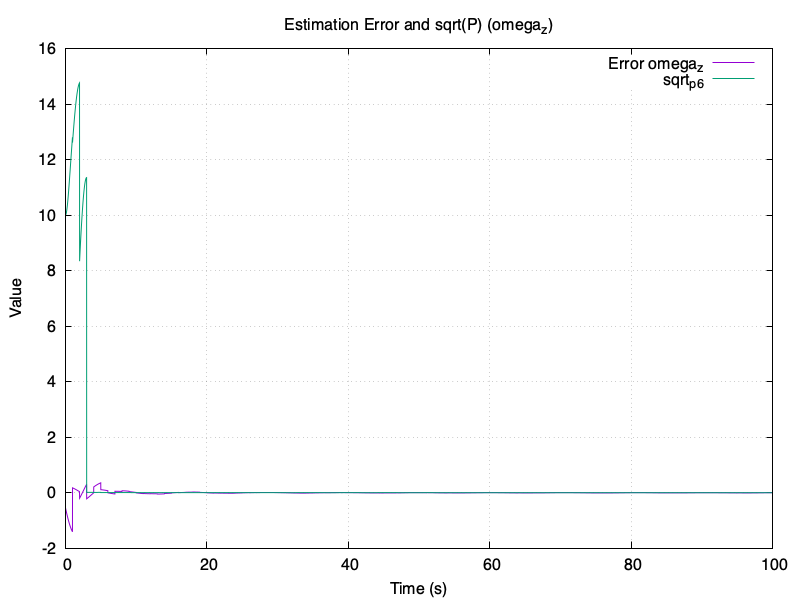 Estimation Error and sqrt(P) (omega_z)
Error omega_z
sqrt_p6
16
14
12
10
8
6
4
2
0
-2
Value
0 20 40 60 80 100
Time (s)